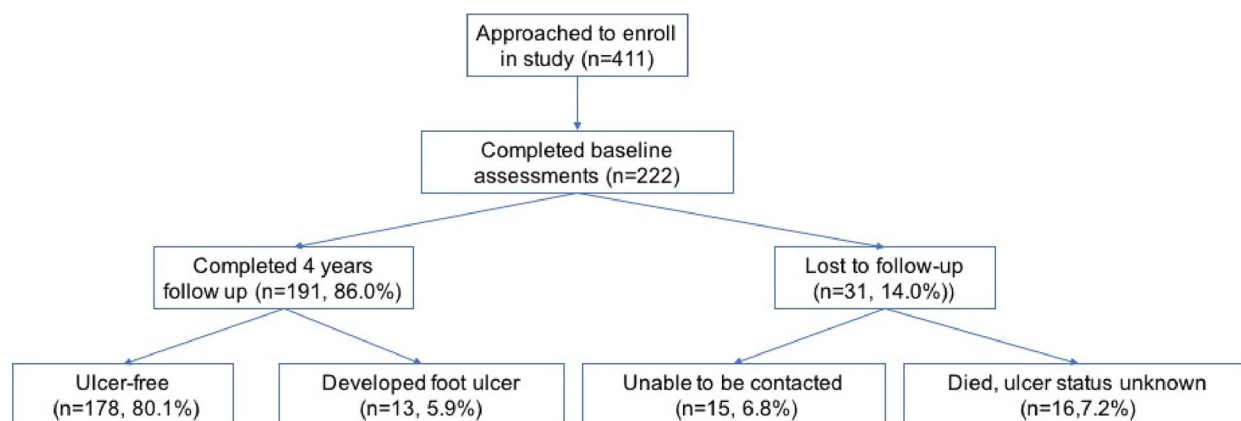 Approached to enroll
in study (n=411)
Completed baseline
assessments (n=222)
Completed 4 years
follow up (n=191, 86.0%)
Lost to follow-up
(n=31, 14.0%))
Ulcer-free
(n=178, 80.1%)
Developed foot ulcer
(n=13, 5.9%)
Unable to be contacted
(n=15, 6.8%)
Died, ulcer status unknown
(n=16,7.2%)